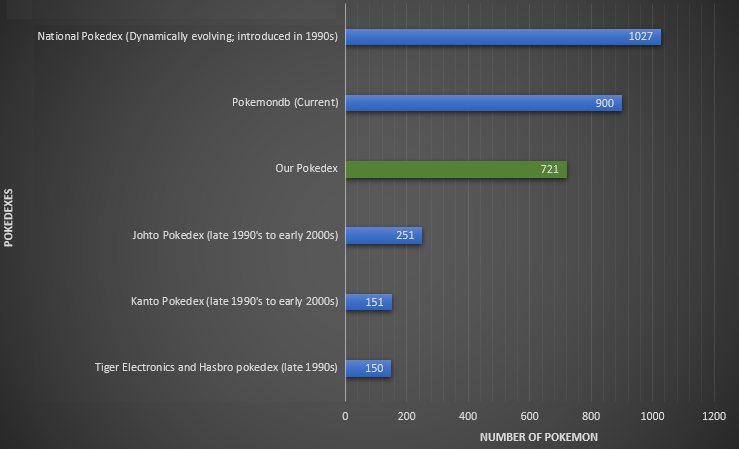 National Pokedex (Dynamically evolving; introduced in 1990s)
1027
Pokemondb (Current)
900
Our Pokedex
721
Johto Pokedex (late 1990's to early 2000s)
251
Kanto Pokedex (late 1990's to early 2000s)
151
Tiger Electronics and Hasbro pokedex (late 1990s)
150
POKEDEXES
0 200 400 600 800 1000 1200
NUMBER OF POKEMON